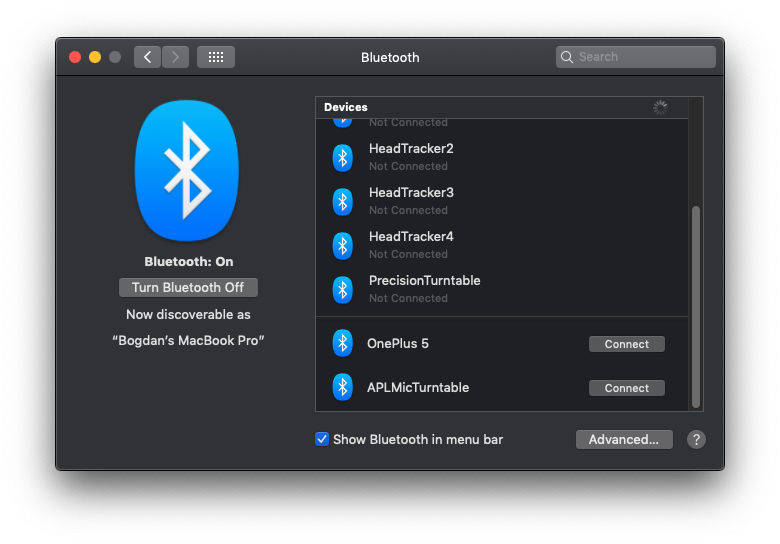 Bluetooth
Search
Devices
Not Connected
HeadTracker2
Not Connected
HeadTracker3
Not Connected
HeadTracker4
Not Connected
PrecisionTurntable
Not Connected
OnePlus 5
Connect
APLMicTurntable
Connect
Bluetooth: On
Turn Bluetooth Off
Now discoverable as
“Bogdan’s MacBook Pro”
Show Bluetooth in menu bar
Advanced...
?